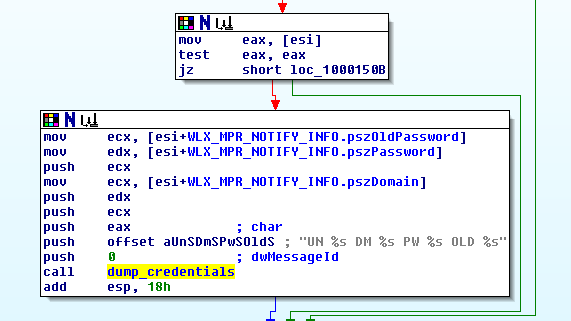 mov eax, [esi]
test eax, eax
jz short loc_1000150B
mov ecx, [esi+WLX_MPR_NOTIFY_INFO.pszOldPassword]
mov edx, [esi+WLX_MPR_NOTIFY_INFO.pszPassword]
push ecx
mov ecx, [esi+WLX_MPR_NOTIFY_INFO.pszDomain]
push edx
push ecx
push eax ; char
push offset aUnSDmSPwSOldS ; "UN %s DM %s PW %s OLD %s"
push 0 ; dwMessageId
call dump_credentials
add esp, 18h